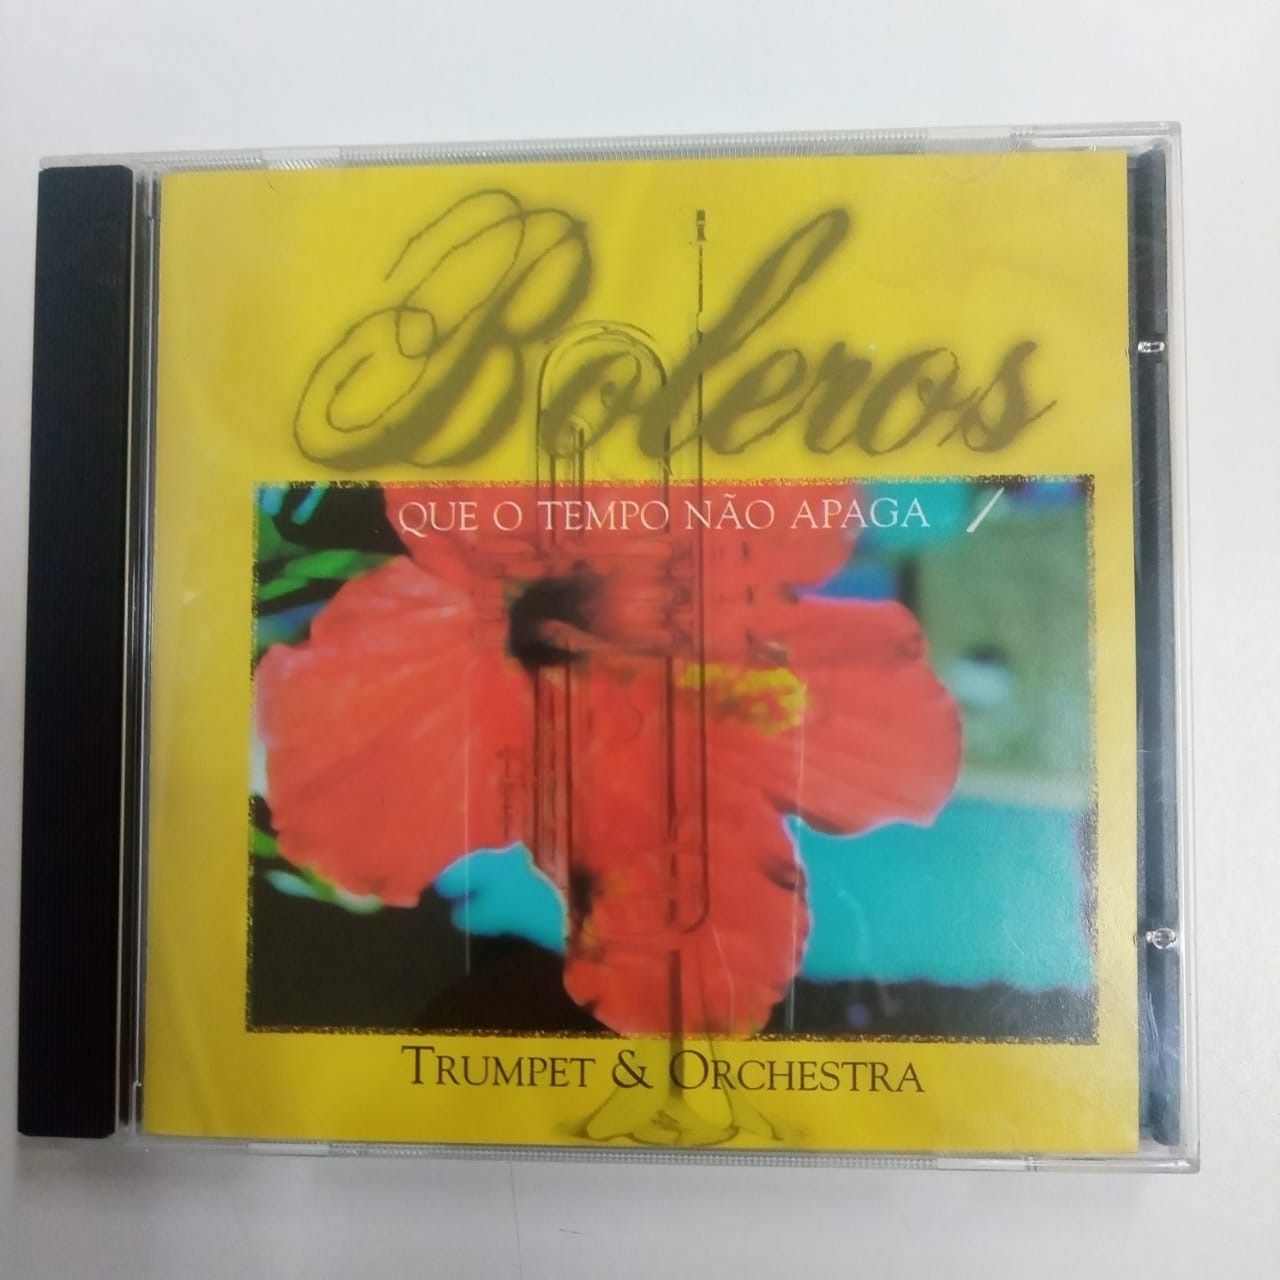 Boleros
QUE O TEMPO NÃO APAGA /
TRUMPET & ORCHESTRA